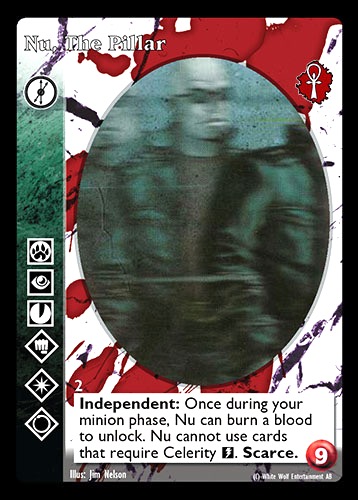 Nu, The Pillar
2
Independent: Once during your
minion phase, Nu can burn a blood
to unlock. Nu cannot use cards
that require Celerity. Scarce.
9
Illus: Jim Nelson
(C) White Wolf Entertainment AB